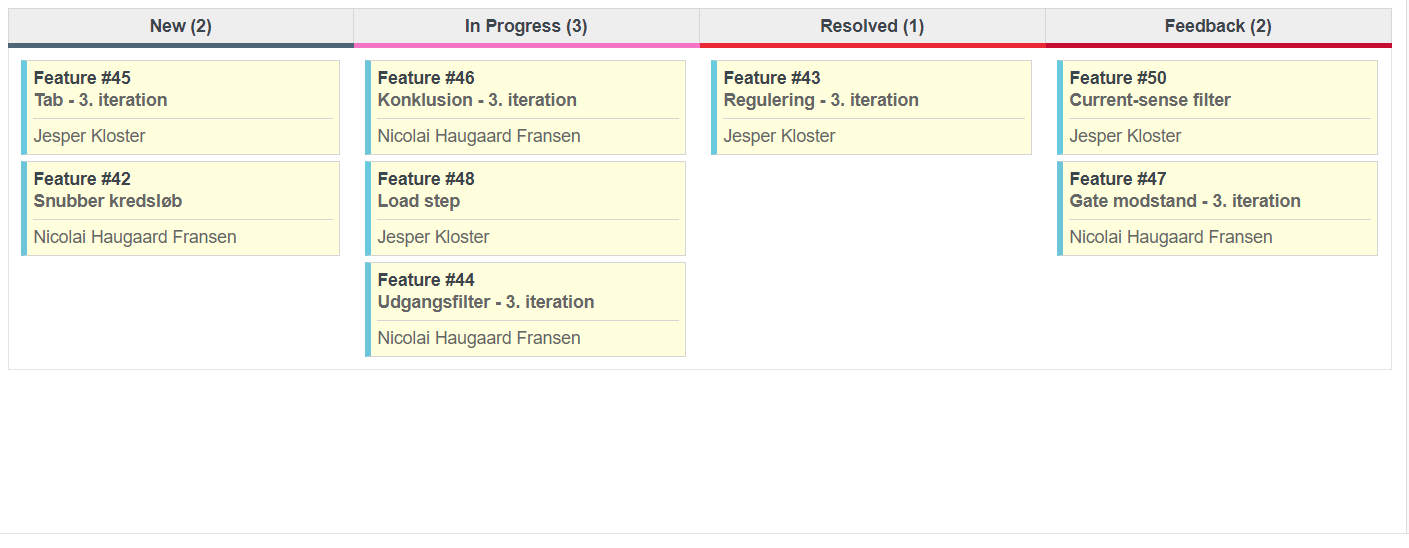 New (2)
Feature #45
Tab - 3. iteration
Jesper Kloster
Feature #42
Snubber kredsløb
Nicolai Haugaard Fransen
In Progress (3)
Feature #46
Konklusion - 3. iteration
Nicolai Haugaard Fransen
Feature #48
Load step
Jesper Kloster
Feature #44
Udgangsfilter - 3. iteration
Nicolai Haugaard Fransen
Resolved (1)
Feature #43
Regulering - 3. iteration
Jesper Kloster
Feedback (2)
Feature #50
Current-sense filter
Jesper Kloster
Feature #47
Gate modstand - 3. iteration
Nicolai Haugaard Fransen